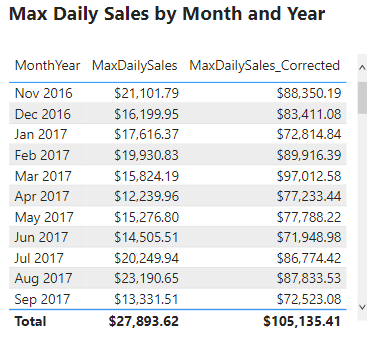 Max Daily Sales by Month and Year
MonthYear MaxDailySales MaxDailySales_Corrected
Nov 2016 $21,101.79 $88,350.19
Dec 2016 $16,199.95 $83,411.08
Jan 2017 $17,616.37 $72,814.84
Feb 2017 $19,930.83 $89,916.39
Mar 2017 $15,824.19 $97,012.58
Apr 2017 $12,239.96 $77,233.44
May 2017 $15,276.80 $77,788.22
Jun 2017 $14,505.51 $71,948.98
Jul 2017 $20,249.94 $86,774.42
Aug 2017 $23,190.65 $87,833.53
Sep 2017 $13,331.51 $72,523.08
Total $27,893.62 $105,135.41